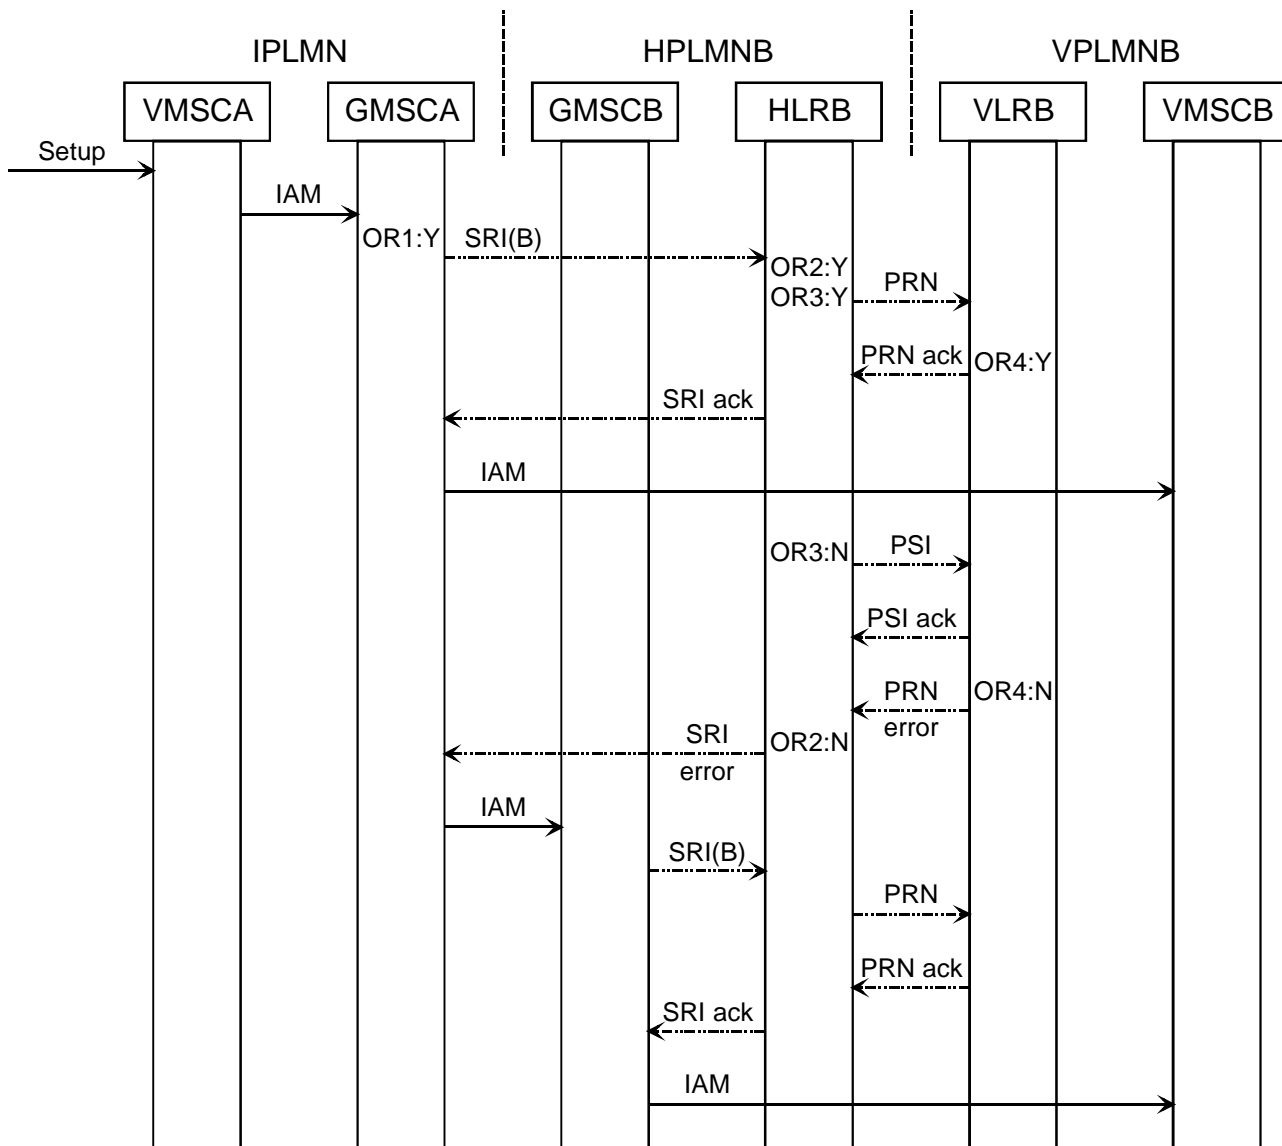 IPLMN HPLMNB VPLMNB
VMSCA GMSCA GMSCB HLRB VLRB VMSCB
Setup
IAM
OR1:Y SRI(B)
OR2:Y
OR3:Y PRN
PRN ack OR4:Y
SRI ack
IAM
OR3:N PSI
PSI ack
PRN OR4:N
error
SRI OR2:N
error
IAM
SRI(B)
PRN
PRN ack
SRI ack
IAM